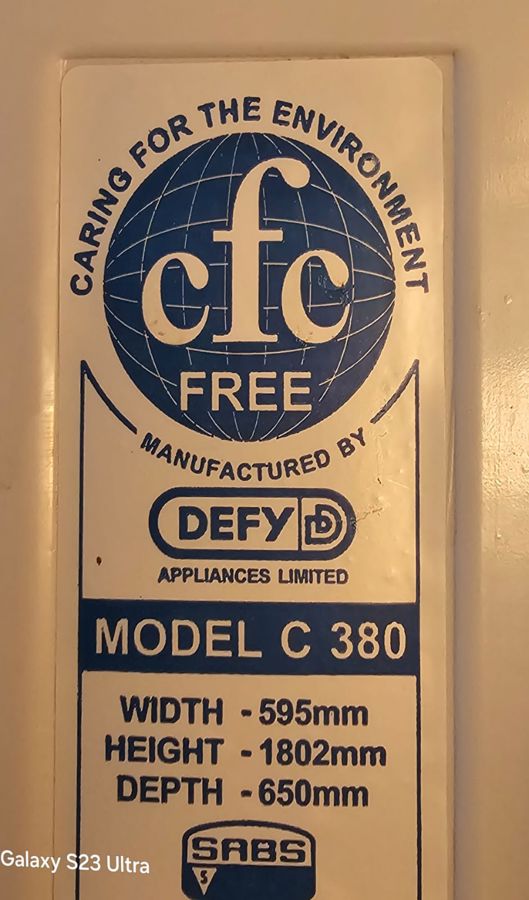 CARING FOR THE ENVIRONMENT
cfc
FREE
MANUFACTURED BY
DEFY D
APPLIANCES LIMITED
MODEL C 380
WIDTH - 595mm
HEIGHT - 1802mm
DEPTH - 650mm
SABS
S
Galaxy S23 Ultra